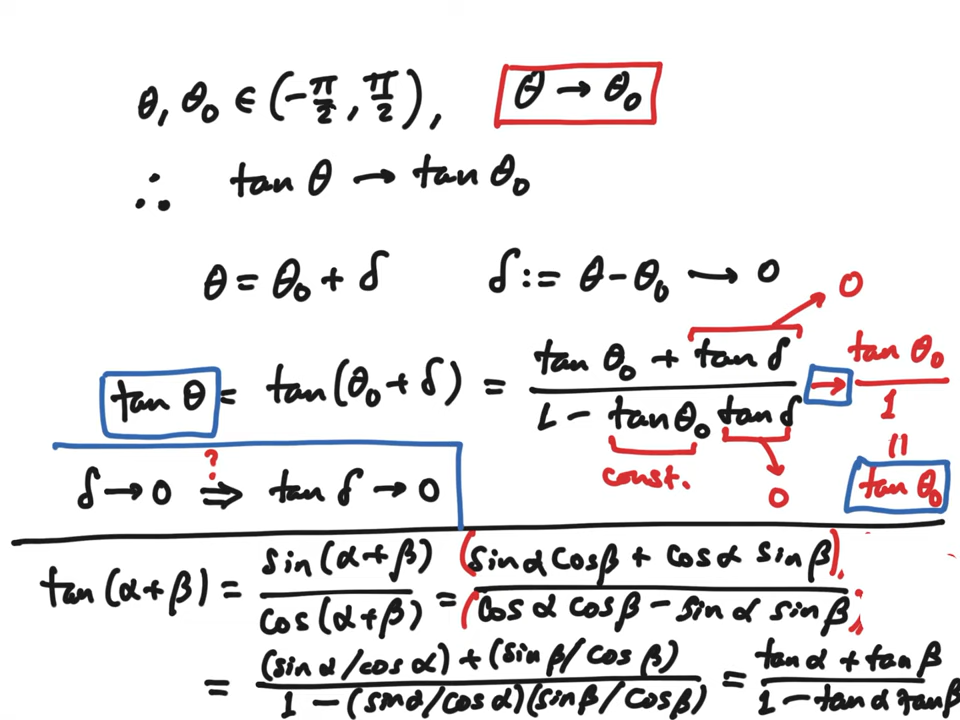 θ, θ₀ ∈ (-π/2, π/2), θ → θ₀
∴ tan θ → tan θ₀
θ = θ₀ + δ δ := θ - θ₀ → 0
0
tan θ = tan(θ₀ + δ) = (tan θ₀ + tan δ)/(1 - tan θ₀ tan δ) → tan θ₀/1
const. 0 = tan θ₀
?
δ → 0 ⇒ tan δ → 0
tan(α+β) = sin(α+β)/cos(α+β) = (sin α cos β + cos α sin β)/(cos α cos β - sin α sin β)
= ((sin α/cos α) + (sin β/cos β))/(1 - (sin α/cos α)(sin β/cos β)) = (tan α + tan β)/(1 - tan α tan β)